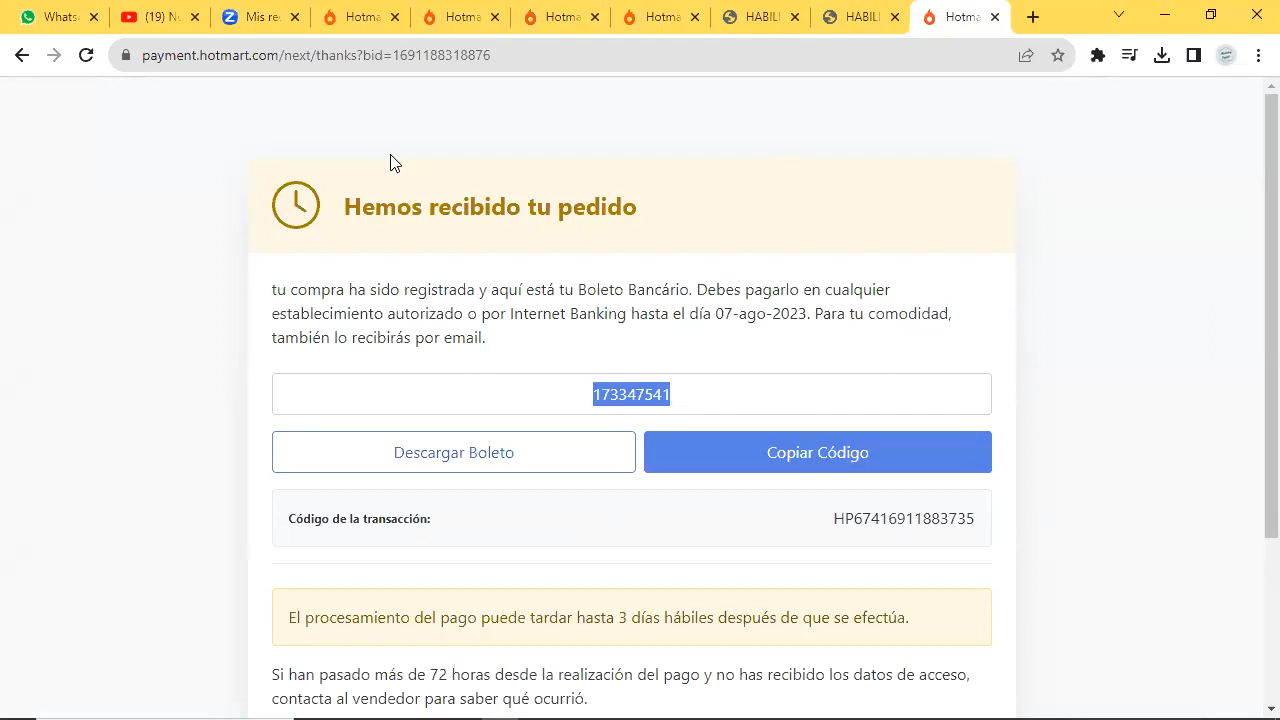 Whats
(19) N
Mis re
Hotma
Hotma
Hotma
Hotma
HABILI
HABILI
Hotma
payment.hotmart.com/next/thanks?bid=1691188318876
Hemos recibido tu pedido
tu compra ha sido registrada y aquí está tu Boleto Bancário. Debes pagarlo en cualquier
establecimiento autorizado o por Internet Banking hasta el día 07-ago-2023. Para tu comodidad,
también lo recibirás por email.
173347541
Descargar Boleto
Copiar Código
Código de la transacción:
HP67416911883735
El procesamiento del pago puede tardar hasta 3 días hábiles después de que se efectúa.
Si han pasado más de 72 horas desde la realización del pago y no has recibido los datos de acceso,
contacta al vendedor para saber qué ocurrió.